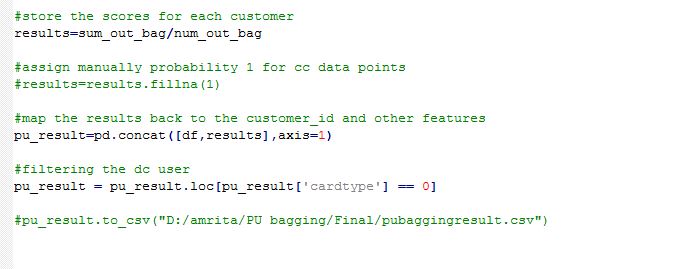 #store the scores for each customer
results=sum_out_bag/num_out_bag
#assign manually probability 1 for cc data points
#results=results.fillna(1)
#map the results back to the customer_id and other features
pu_result=pd.concat([df,results],axis=1)
#filtering the dc user
pu_result = pu_result.loc[pu_result['cardtype'] == 0]
#pu_result.to_csv("D:/amrita/PU bagging/Final/pubaggingresult.csv")